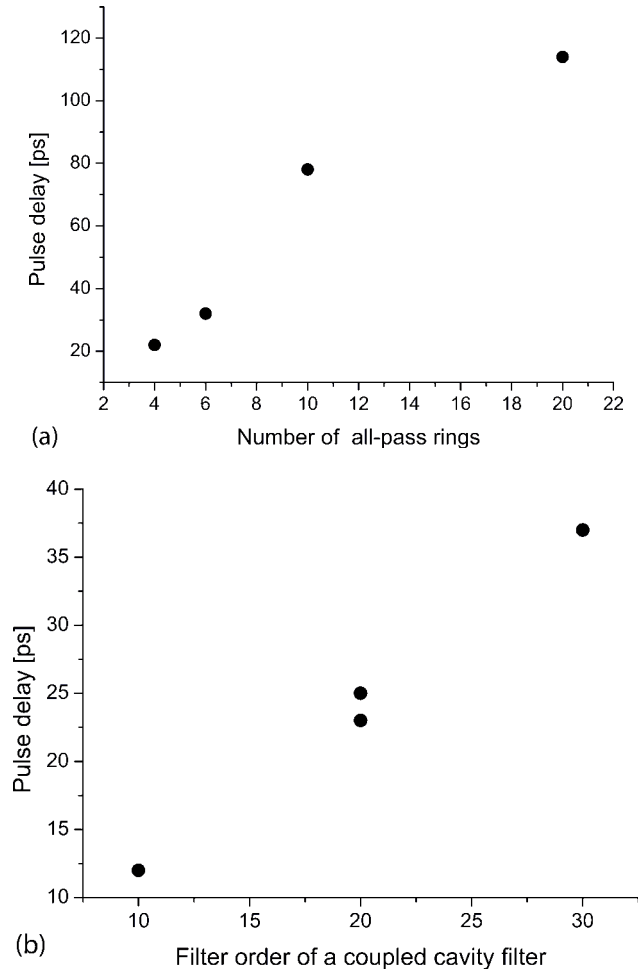 120
100
80
60
40
20
Pulse delay [ps]
2 4 6 8 10 12 14 16 18 20 22
(a)
Number of all-pass rings
40
35
30
25
20
15
10
Pulse delay [ps]
10 20 30
(b)
Filter order of a coupled cavity filter